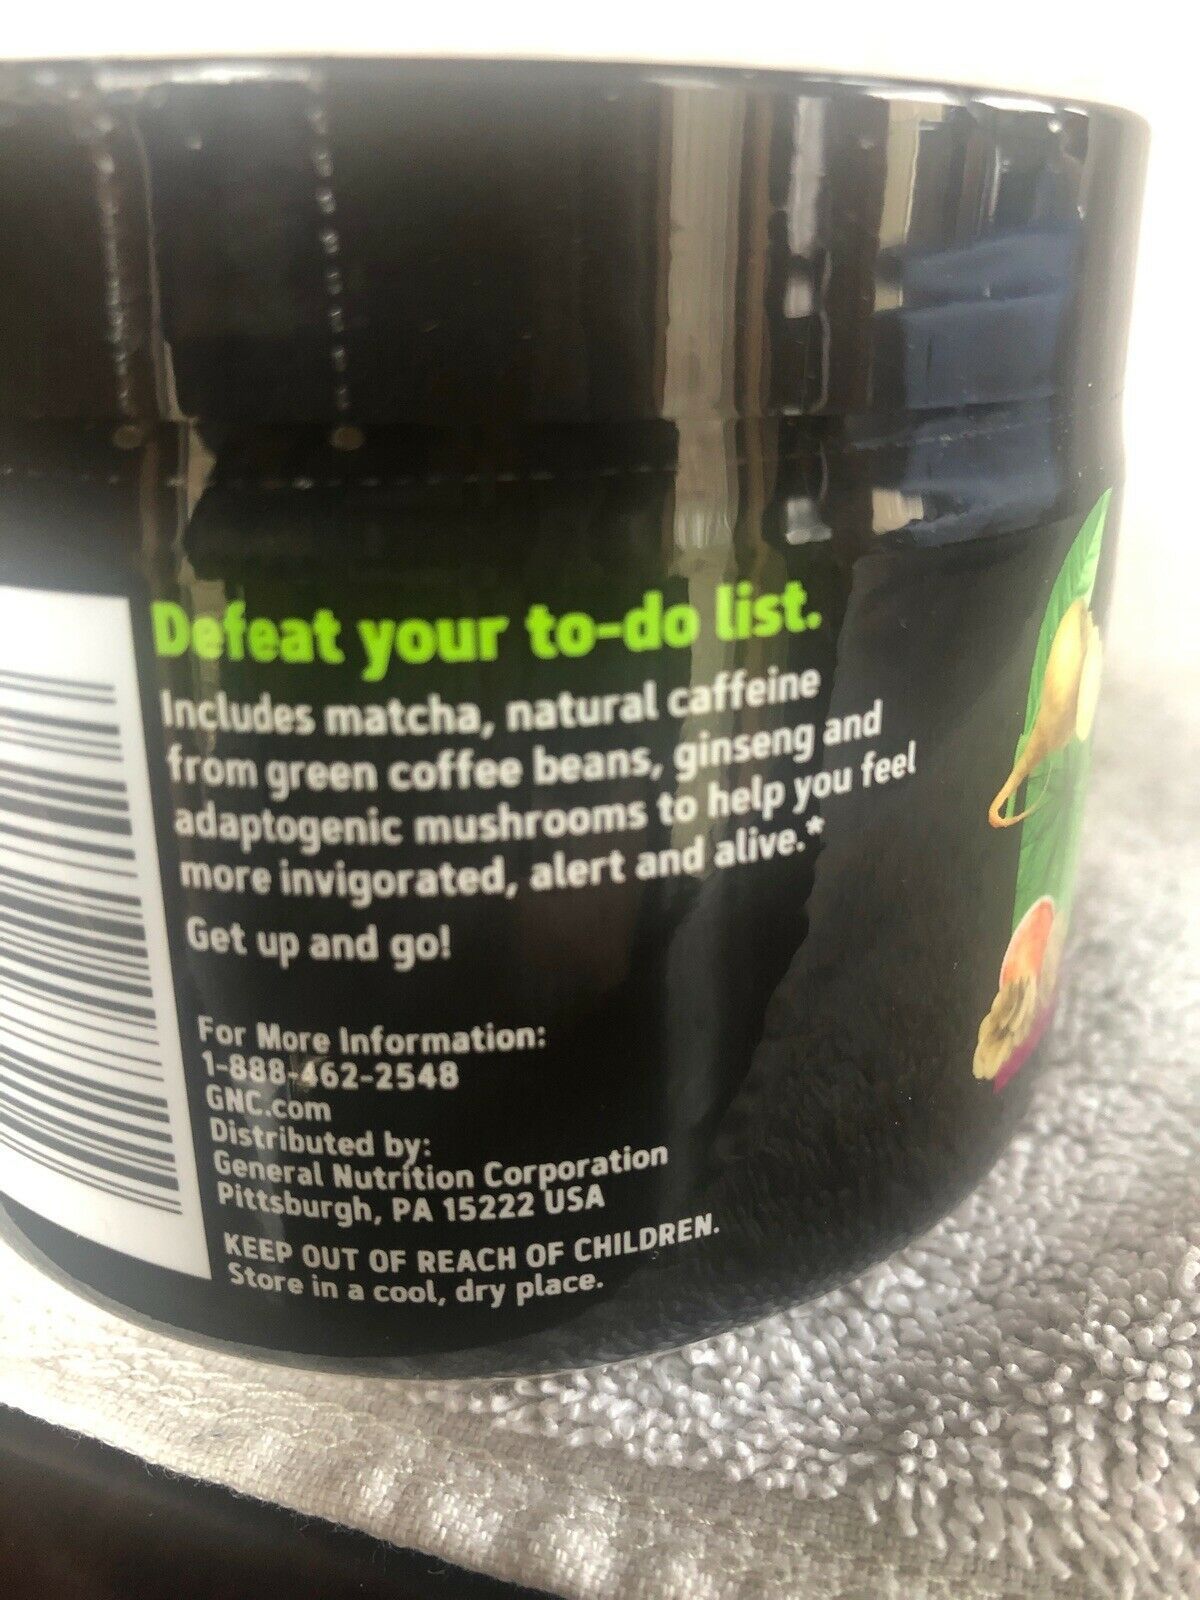 Defeat your to-do list.
Includes matcha, natural caffeine
from green coffee beans, ginseng and
adaptogenic mushrooms to help you feel
more invigorated, alert and alive.*
Get up and go!
For More Information:
1-888-462-2548
GNC.com
Distributed by:
General Nutrition Corporation
Pittsburgh, PA 15222 USA
KEEP OUT OF REACH OF CHILDREN.
Store in a cool, dry place.